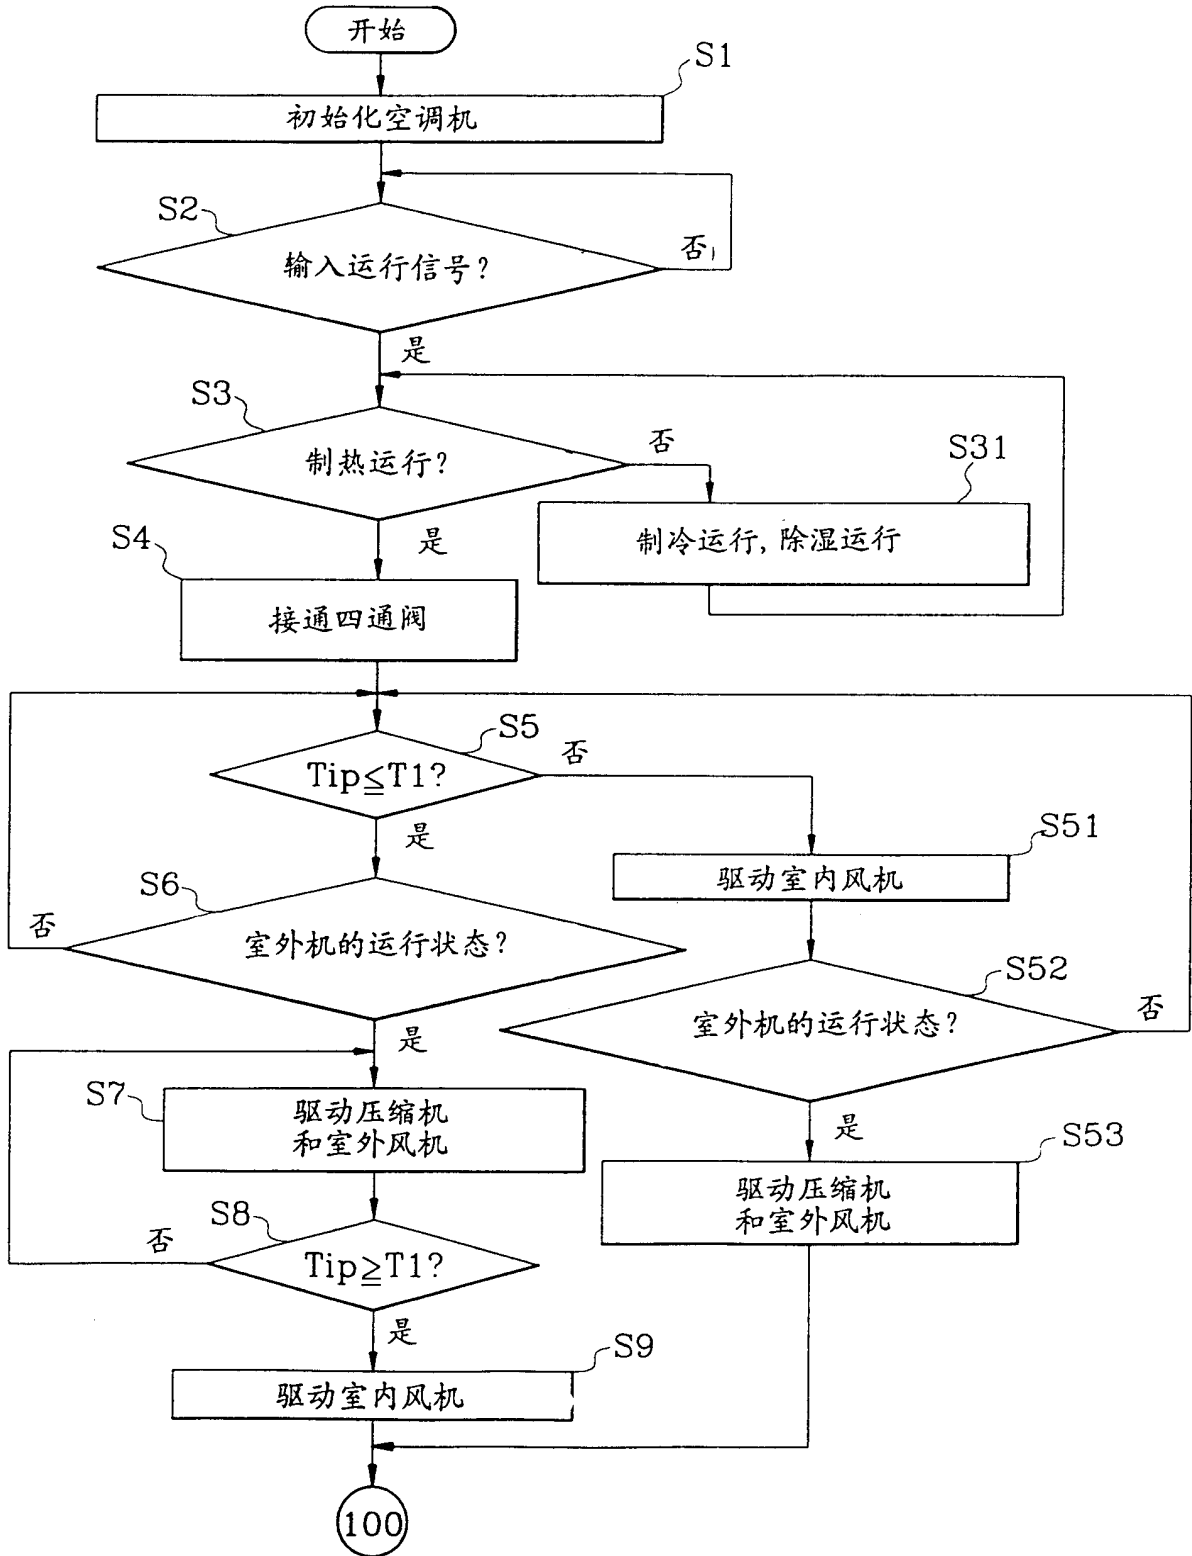 开始
S1
初始化空调机
S2
输入运行信号?
否
是
S3
制热运行?
否
S31
制冷运行,除湿运行
是
S4
接通四通阀
S5
Tip≦T1?
否
是
S51
驱动室内风机
S6
室外机的运行状态?
否
是
S52
室外机的运行状态?
否
是
S7
驱动压缩机
和室外风机
S53
驱动压缩机
和室外风机
S8
Tip≧T1?
否
是
S9
驱动室内风机
100